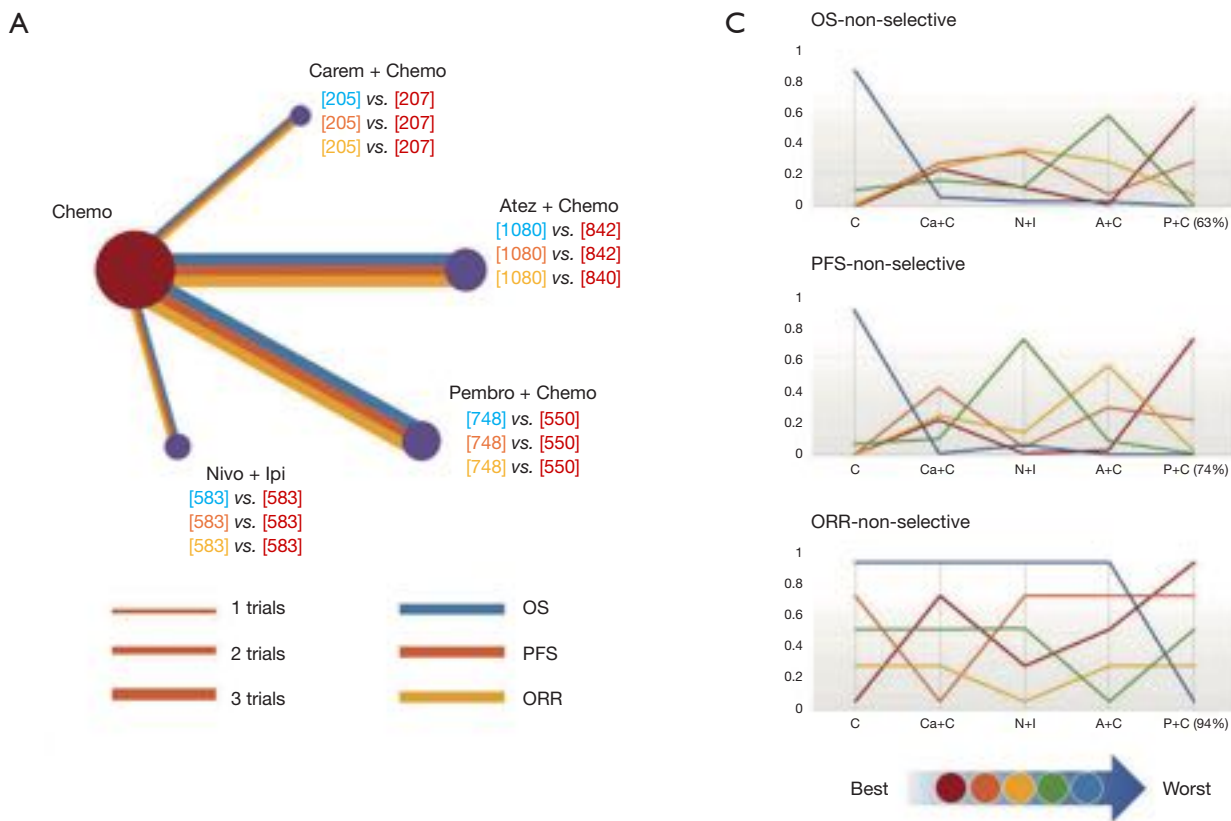 A
Carem + Chemo
[205] vs. [207]
[205] vs. [207]
[205] vs. [207]
Chemo
Atez + Chemo
[1080] vs. [842]
[1080] vs. [842]
[1080] vs. [840]
Pembro + Chemo
[748] vs. [550]
[748] vs. [550]
[748] vs. [550]
Nivo + Ipi
[583] vs. [583]
[583] vs. [583]
[583] vs. [583]
1 trials
2 trials
3 trials
OS
PFS
ORR
C
OS-non-selective
1
0.8
0.6
0.4
0.2
0
C Ca+C N+I A+C P+C (63%)
PFS-non-selective
1
0.8
0.6
0.4
0.2
0
C Ca+C N+I A+C P+C (74%)
ORR-non-selective
1
0.8
0.6
0.4
0.2
0
C Ca+C N+I A+C P+C (94%)
Best Worst